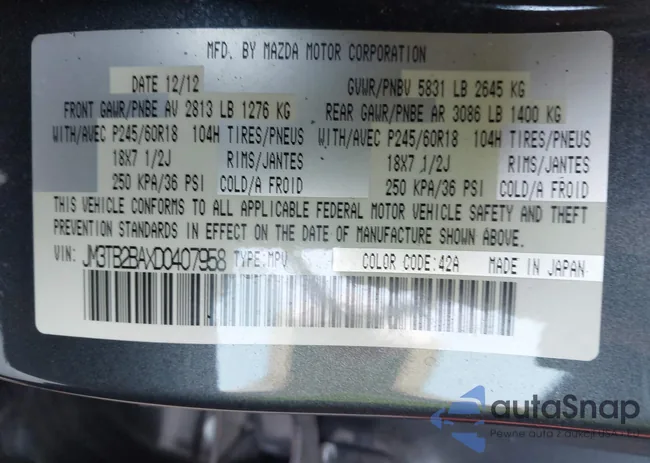 MFD. BY MAZDA MOTOR CORPORATION
DATE 12/12 GVWR/PNBV 5831 LB 2645 KG
FRONT GAWR/PNBE AV 2813 LB 1276 KG REAR GAWR/PNBE AR 3086 LB 1400 KG
WITH/AVEC P245/60R18 104H TIRES/PNEUS WITH/AVEC P245/60R18 104H TIRES/PNEUS
18X7 1/2J RIMS/JANTES 18X7 1/2J RIMS/JANTES
250 KPA/36 PSI COLD/A FROID 250 KPA/36 PSI COLD/A FROID
THIS VEHICLE CONFORMS TO ALL APPLICABLE FEDERAL MOTOR VEHICLE SAFETY AND THEFT
PREVENTION STANDARDS IN EFFECT ON THE DATE OF MANUFACTURE SHOWN ABOVE.
VIN: JM3TB2BAXD0407958 TYPE:MPV COLOR CODE:42A MADE IN JAPAN
autaSnap
Pewne auto z aukcji USA i EU